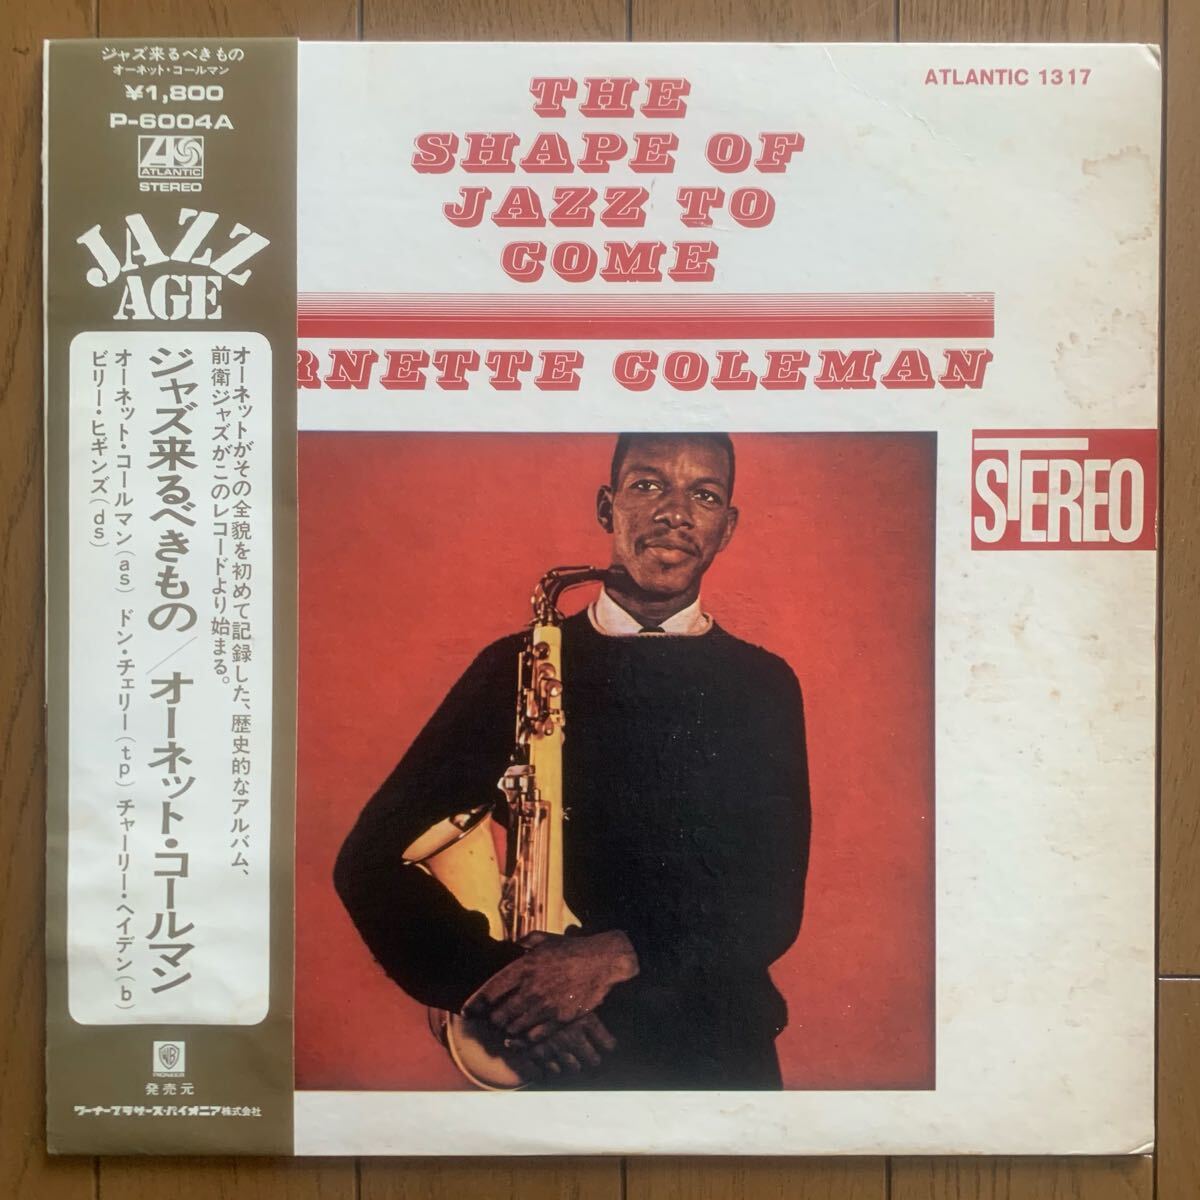 ジャズ来るべきもの
オーネット・コールマン
¥1,800
P-6004A
ATLANTIC
STEREO
JAZZ
AGE
オーネットがその全貌を初めて記録した、歴史的なアルバム、
前衛ジャズがこのレコードより始まる。
ジャズ来るべきもの/オーネット・コールマン
オーネット・コールマン(as) ドン・チェリー(tp) チャーリー・ヘイデン(b)
ビリー・ヒギンズ(ds)
WB
PIONEER
発売元
ワーナーブラザーズ・パイオニア株式会社
THE
SHAPE OF
JAZZ TO
COME
ATLANTIC 1317
RNETTE COLEMAN
STEREO